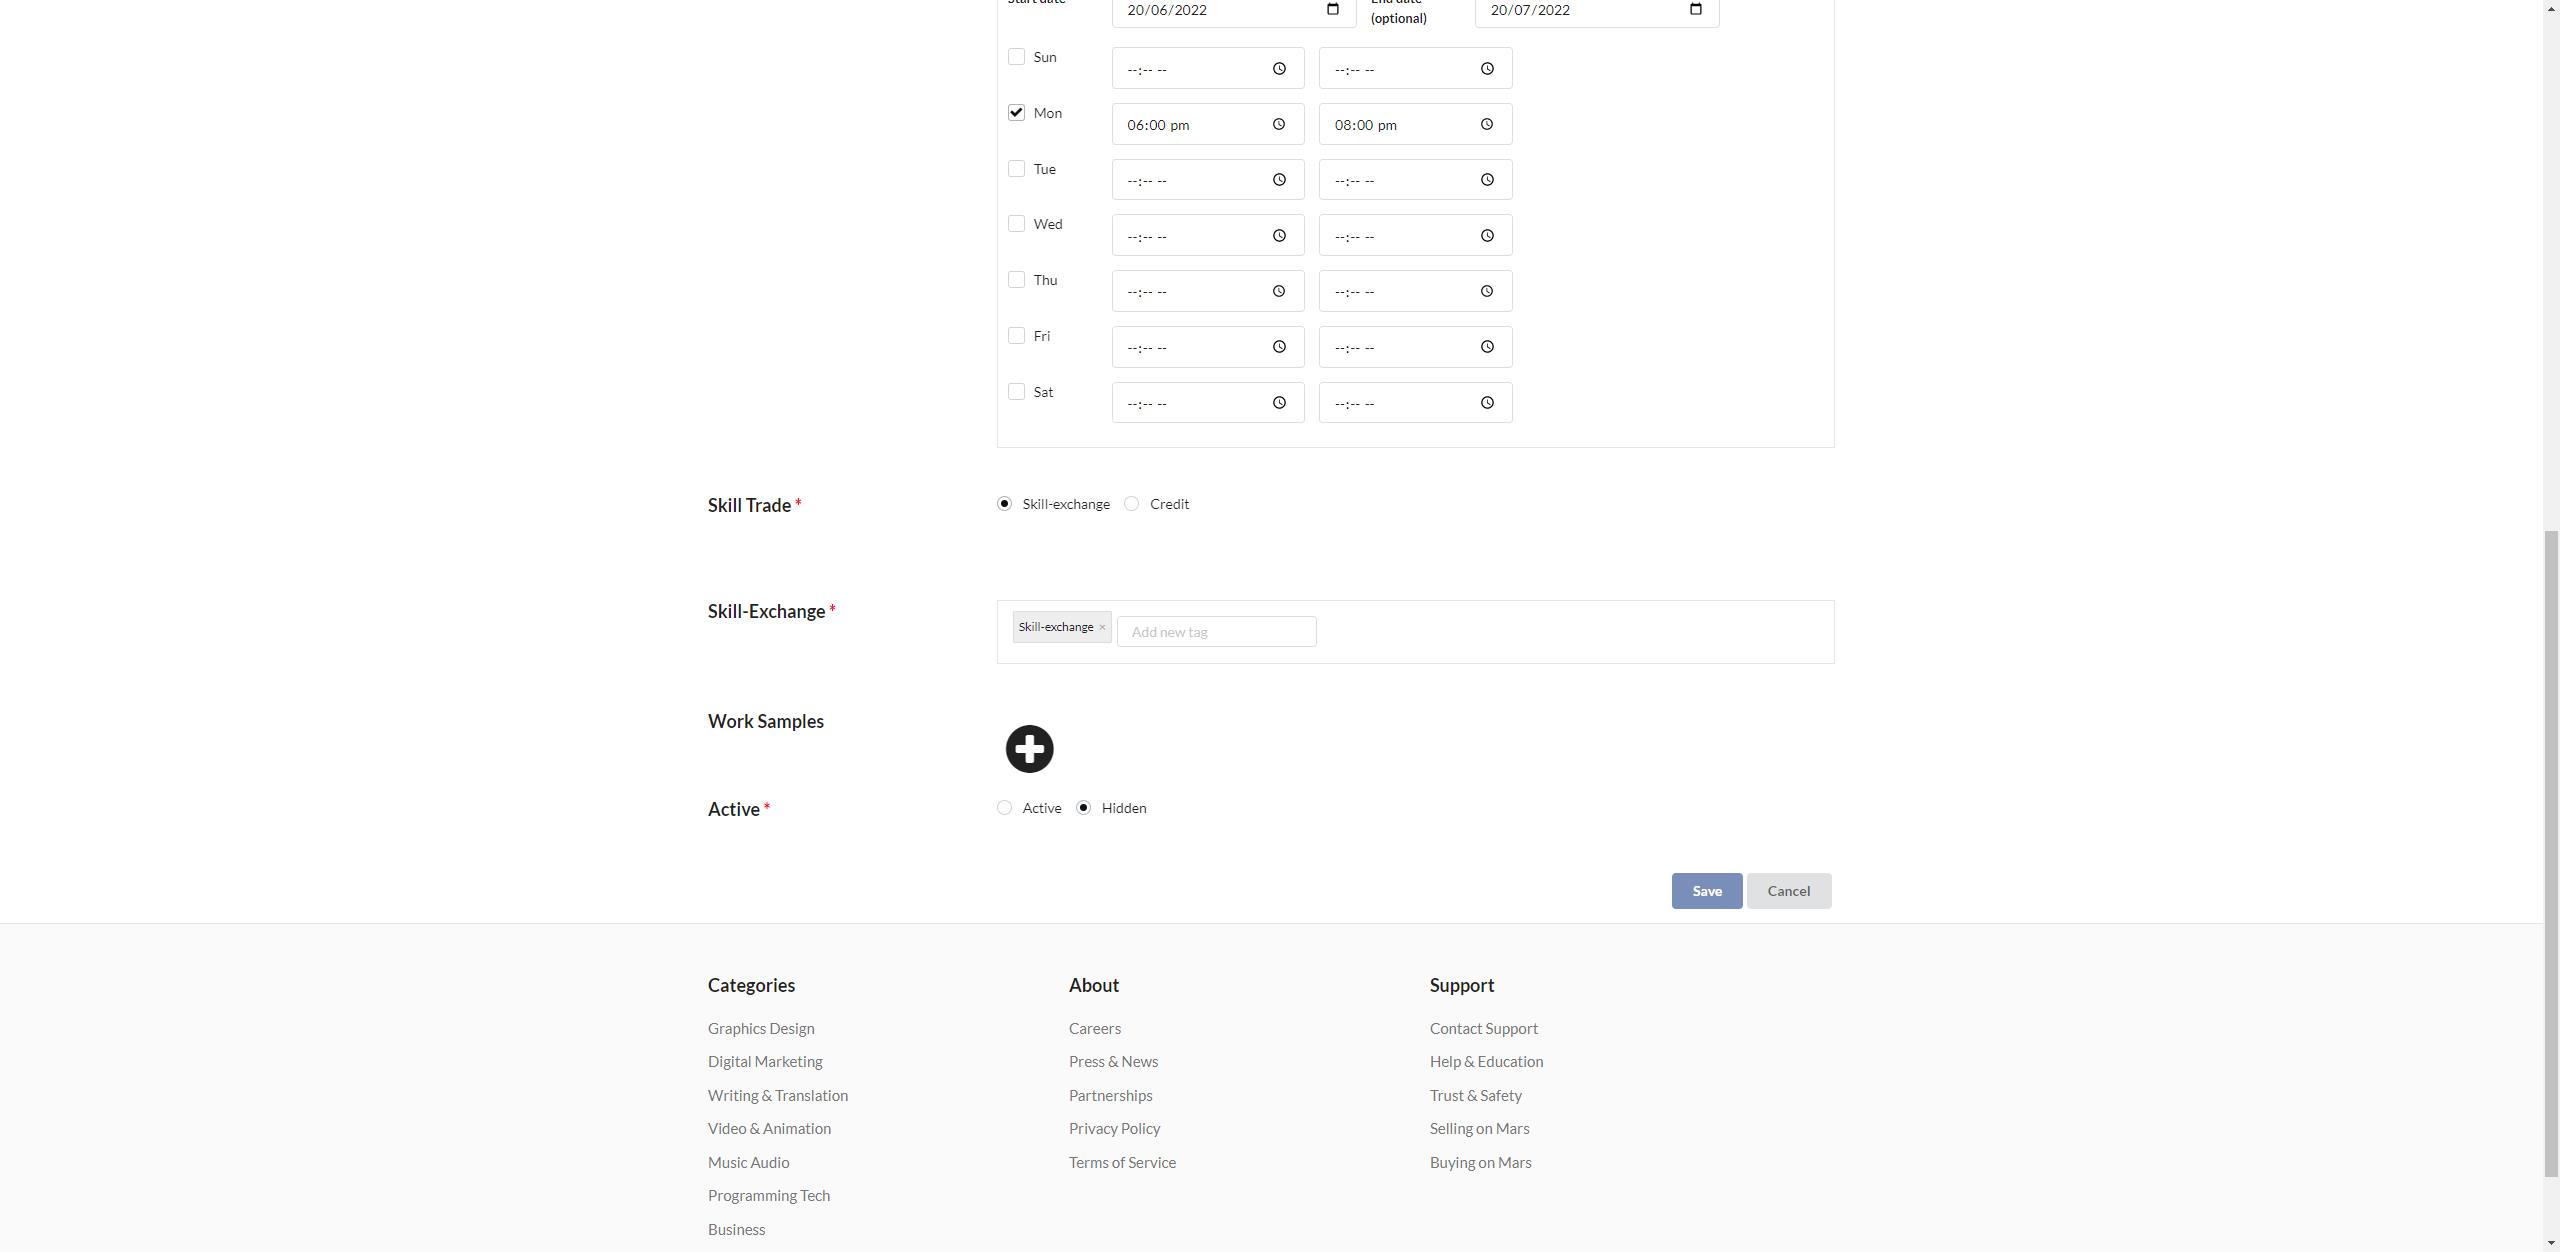 Start date 20/06/2022 End date 20/07/2022
(optional)
Sun --:-- -- --:-- --
Mon 06:00 pm 08:00 pm
Tue --:-- -- --:-- --
Wed --:-- -- --:-- --
Thu --:-- -- --:-- --
Fri --:-- -- --:-- --
Sat --:-- -- --:-- --
Skill Trade * Skill-exchange Credit
Skill-Exchange * Skill-exchange × Add new tag
Work Samples
Active * Active Hidden
Save Cancel
Categories
Graphics Design
Digital Marketing
Writing & Translation
Video & Animation
Music Audio
Programming Tech
Business
About
Careers
Press & News
Partnerships
Privacy Policy
Terms of Service
Support
Contact Support
Help & Education
Trust & Safety
Selling on Mars
Buying on Mars